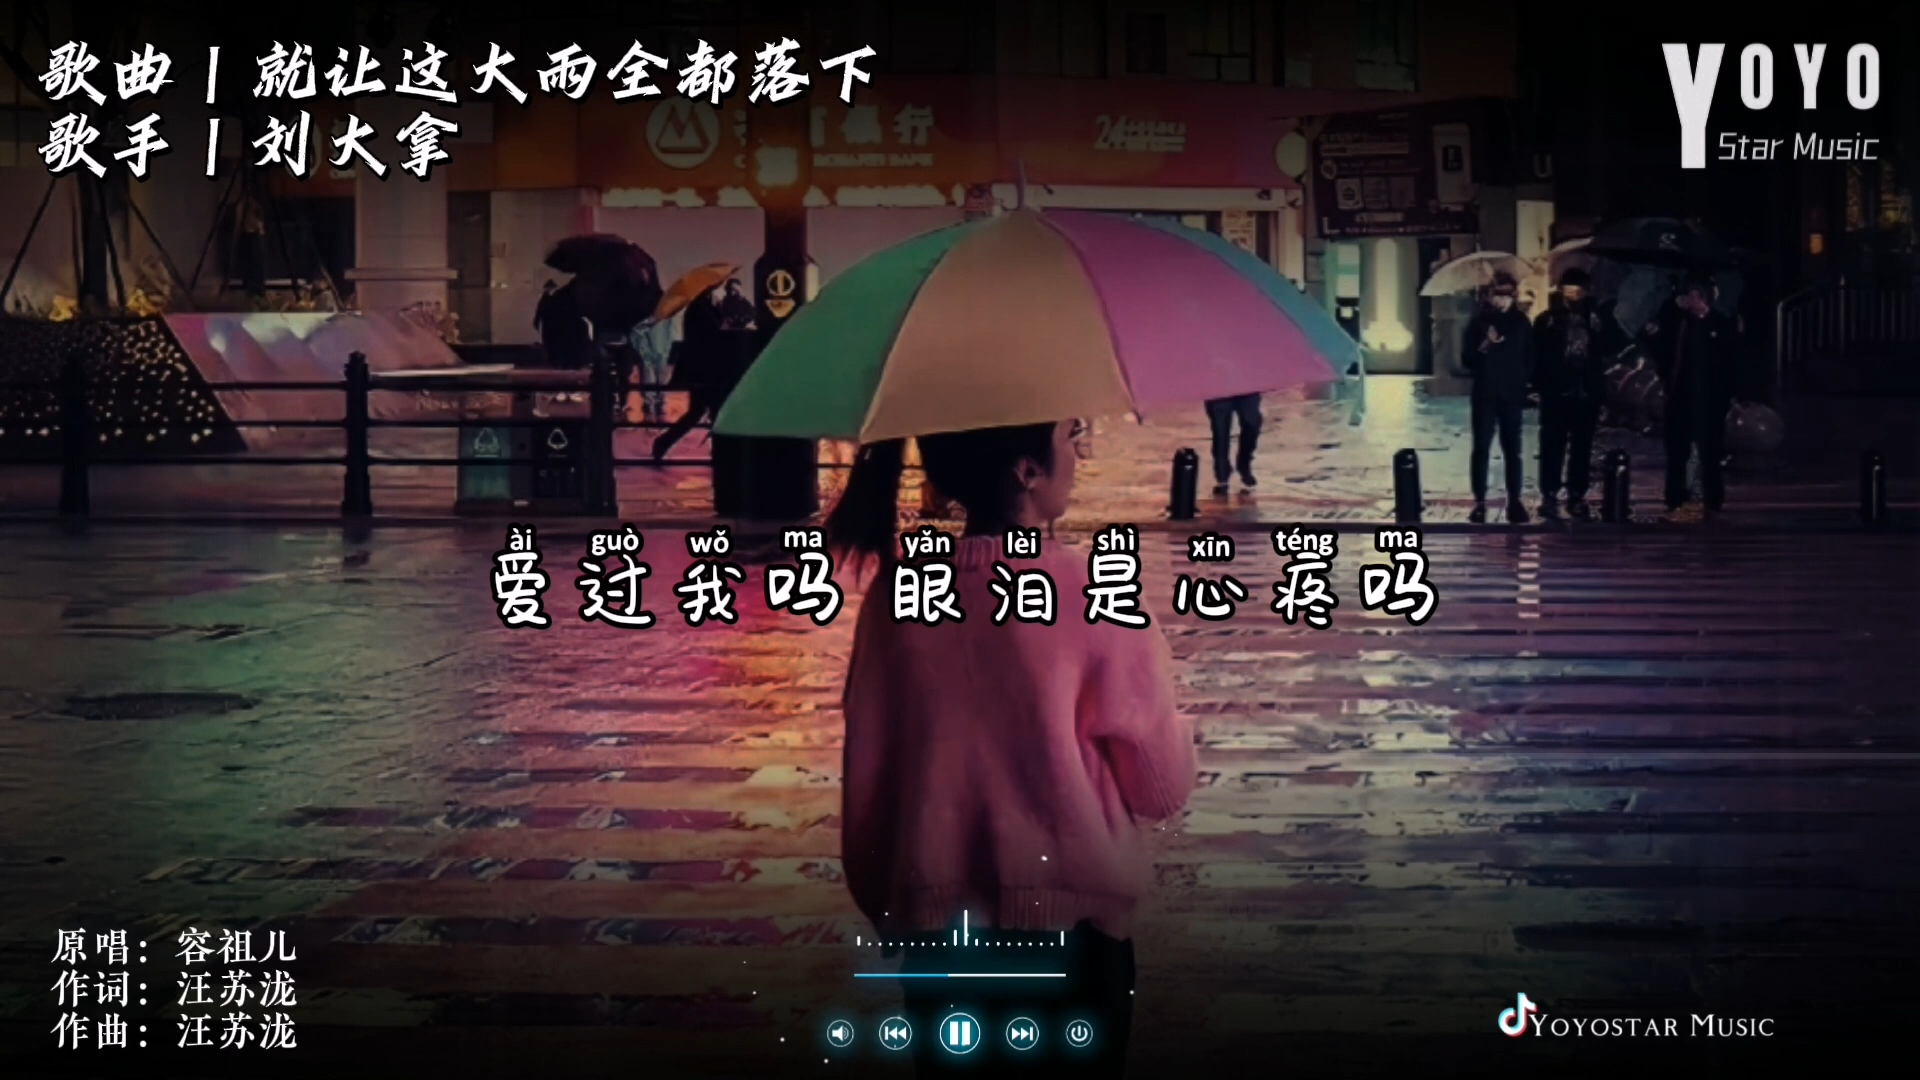 歌曲 | 就让这大雨全都落下
歌手 | 刘大拿
YOYO
Star Music
24
ài guò wǒ ma yǎn lèi shì xīn téng ma
爱过我吗 眼泪是心疼吗
原唱：容祖儿
作词：汪苏泷
作曲：汪苏泷
YOYOSTAR MUSIC